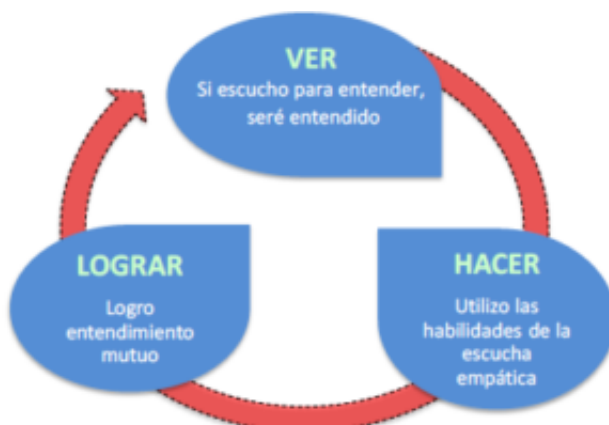 VER
Si escucho para entender,
seré entendido
HACER
Utilizo las
habilidades de la
escucha
empática
LOGRAR
Logro
entendimiento
mutuo